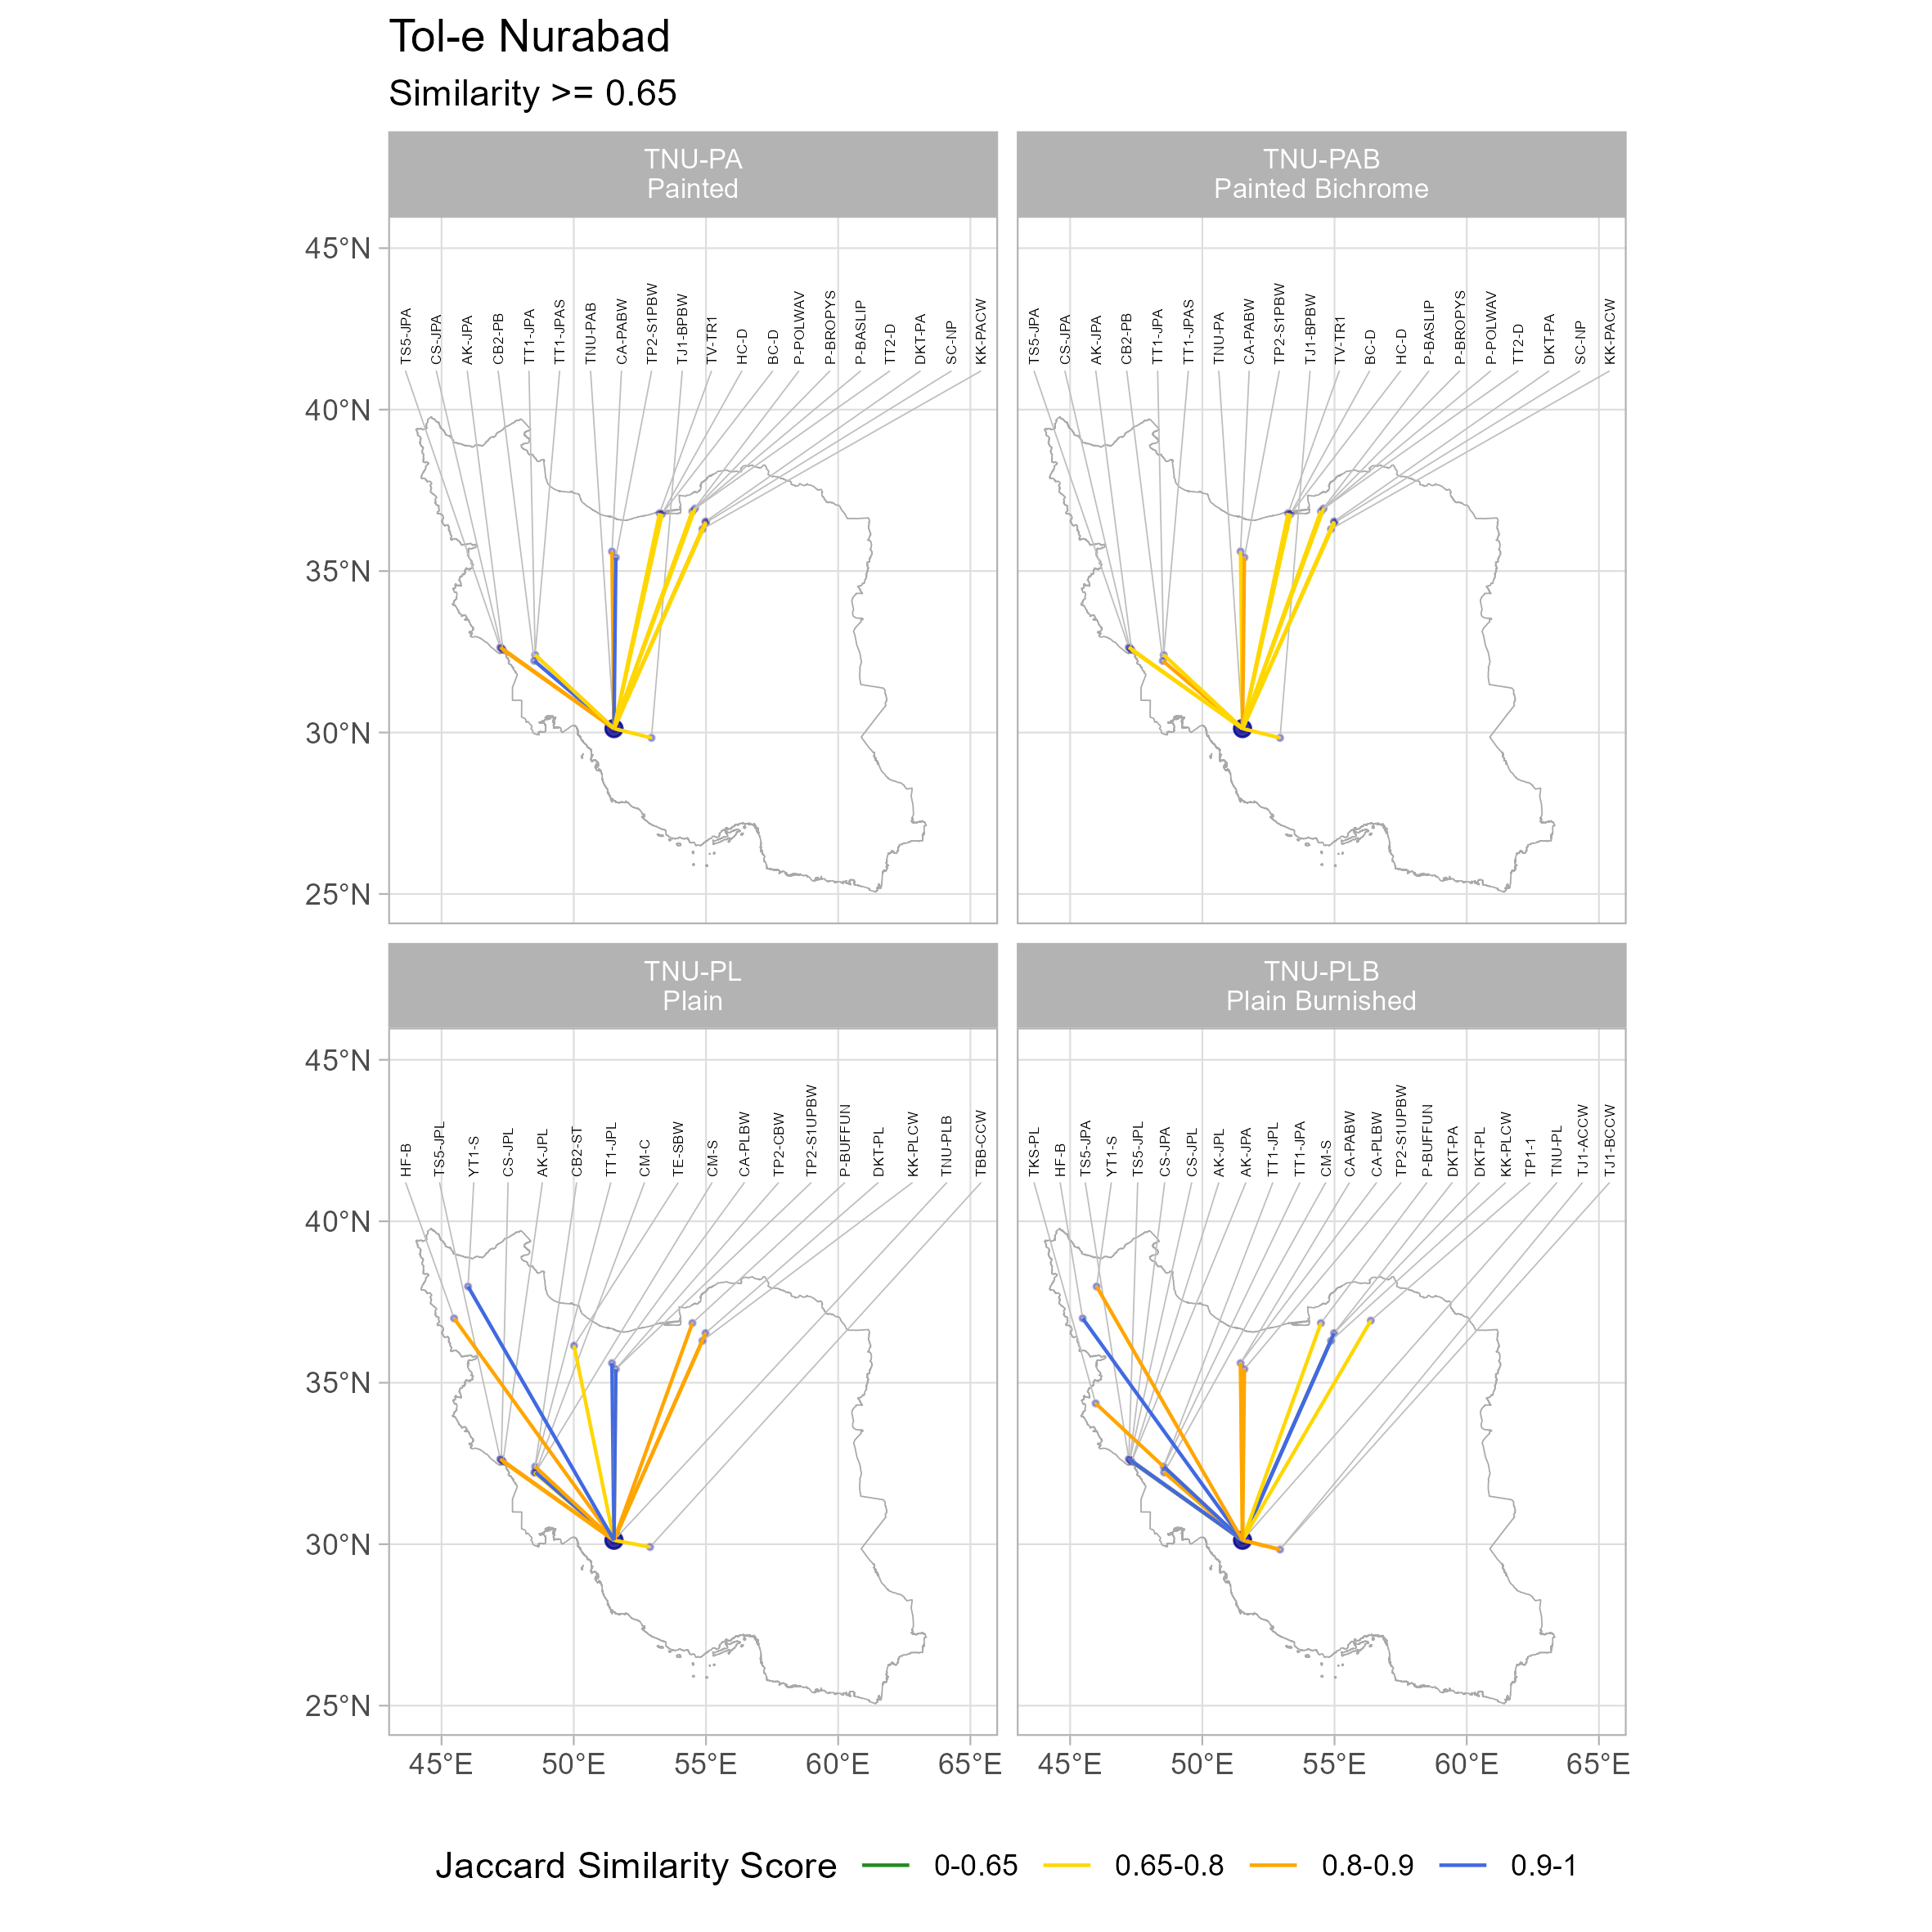 Tol-e Nurabad
Similarity >= 0.65
TNU-PA
Painted
TNU-PAB
Painted Bichrome
45°N
40°N
35°N
30°N
25°N
TS5-JPA
CS-JPA
AK-JPA
CB2-PB
TT1-JPA
TT1-JPAS
TNU-PAB
CA-PABW
TP2-S1PBW
TJ1-BPBW
TV-TR1
HC-D
BC-D
P-POLWAV
P-BROPYS
P-BASLIP
TT2-D
DKT-PA
SC-NP
KK-PACW
TS5-JPA
CS-JPA
AK-JPA
CB2-PB
TT1-JPA
TT1-JPAS
TNU-PA
CA-PABW
TP2-S1PBW
TJ1-BPBW
TV-TR1
BC-D
HC-D
P-BASLIP
P-BROPYS
P-POLWAV
TT2-D
DKT-PA
SC-NP
KK-PACW
TNU-PL
Plain
TNU-PLB
Plain Burnished
45°N
40°N
35°N
30°N
25°N
HF-B
TS5-JPL
YT1-S
CS-JPL
AK-JPL
CB2-ST
TT1-JPL
CM-C
TE-SBW
CM-S
CA-PLBW
TP2-CBW
TP2-S1UPBW
P-BUFFUN
DKT-PL
KK-PLCW
TNU-PLB
TBB-CCW
TKS-PL
HF-B
TS5-JPA
YT1-S
TS5-JPL
CS-JPA
CS-JPL
AK-JPL
AK-JPA
TT1-JPL
TT1-JPA
CM-S
CA-PABW
CA-PLBW
TP2-S1UPBW
P-BUFFUN
DKT-PA
DKT-PL
KK-PLCW
TP1-1
TNU-PL
TJ1-ACCW
TJ1-BCCW
45°E 50°E 55°E 60°E 65°E
45°E 50°E 55°E 60°E 65°E
Jaccard Similarity Score 0-0.65 0.65-0.8 0.8-0.9 0.9-1